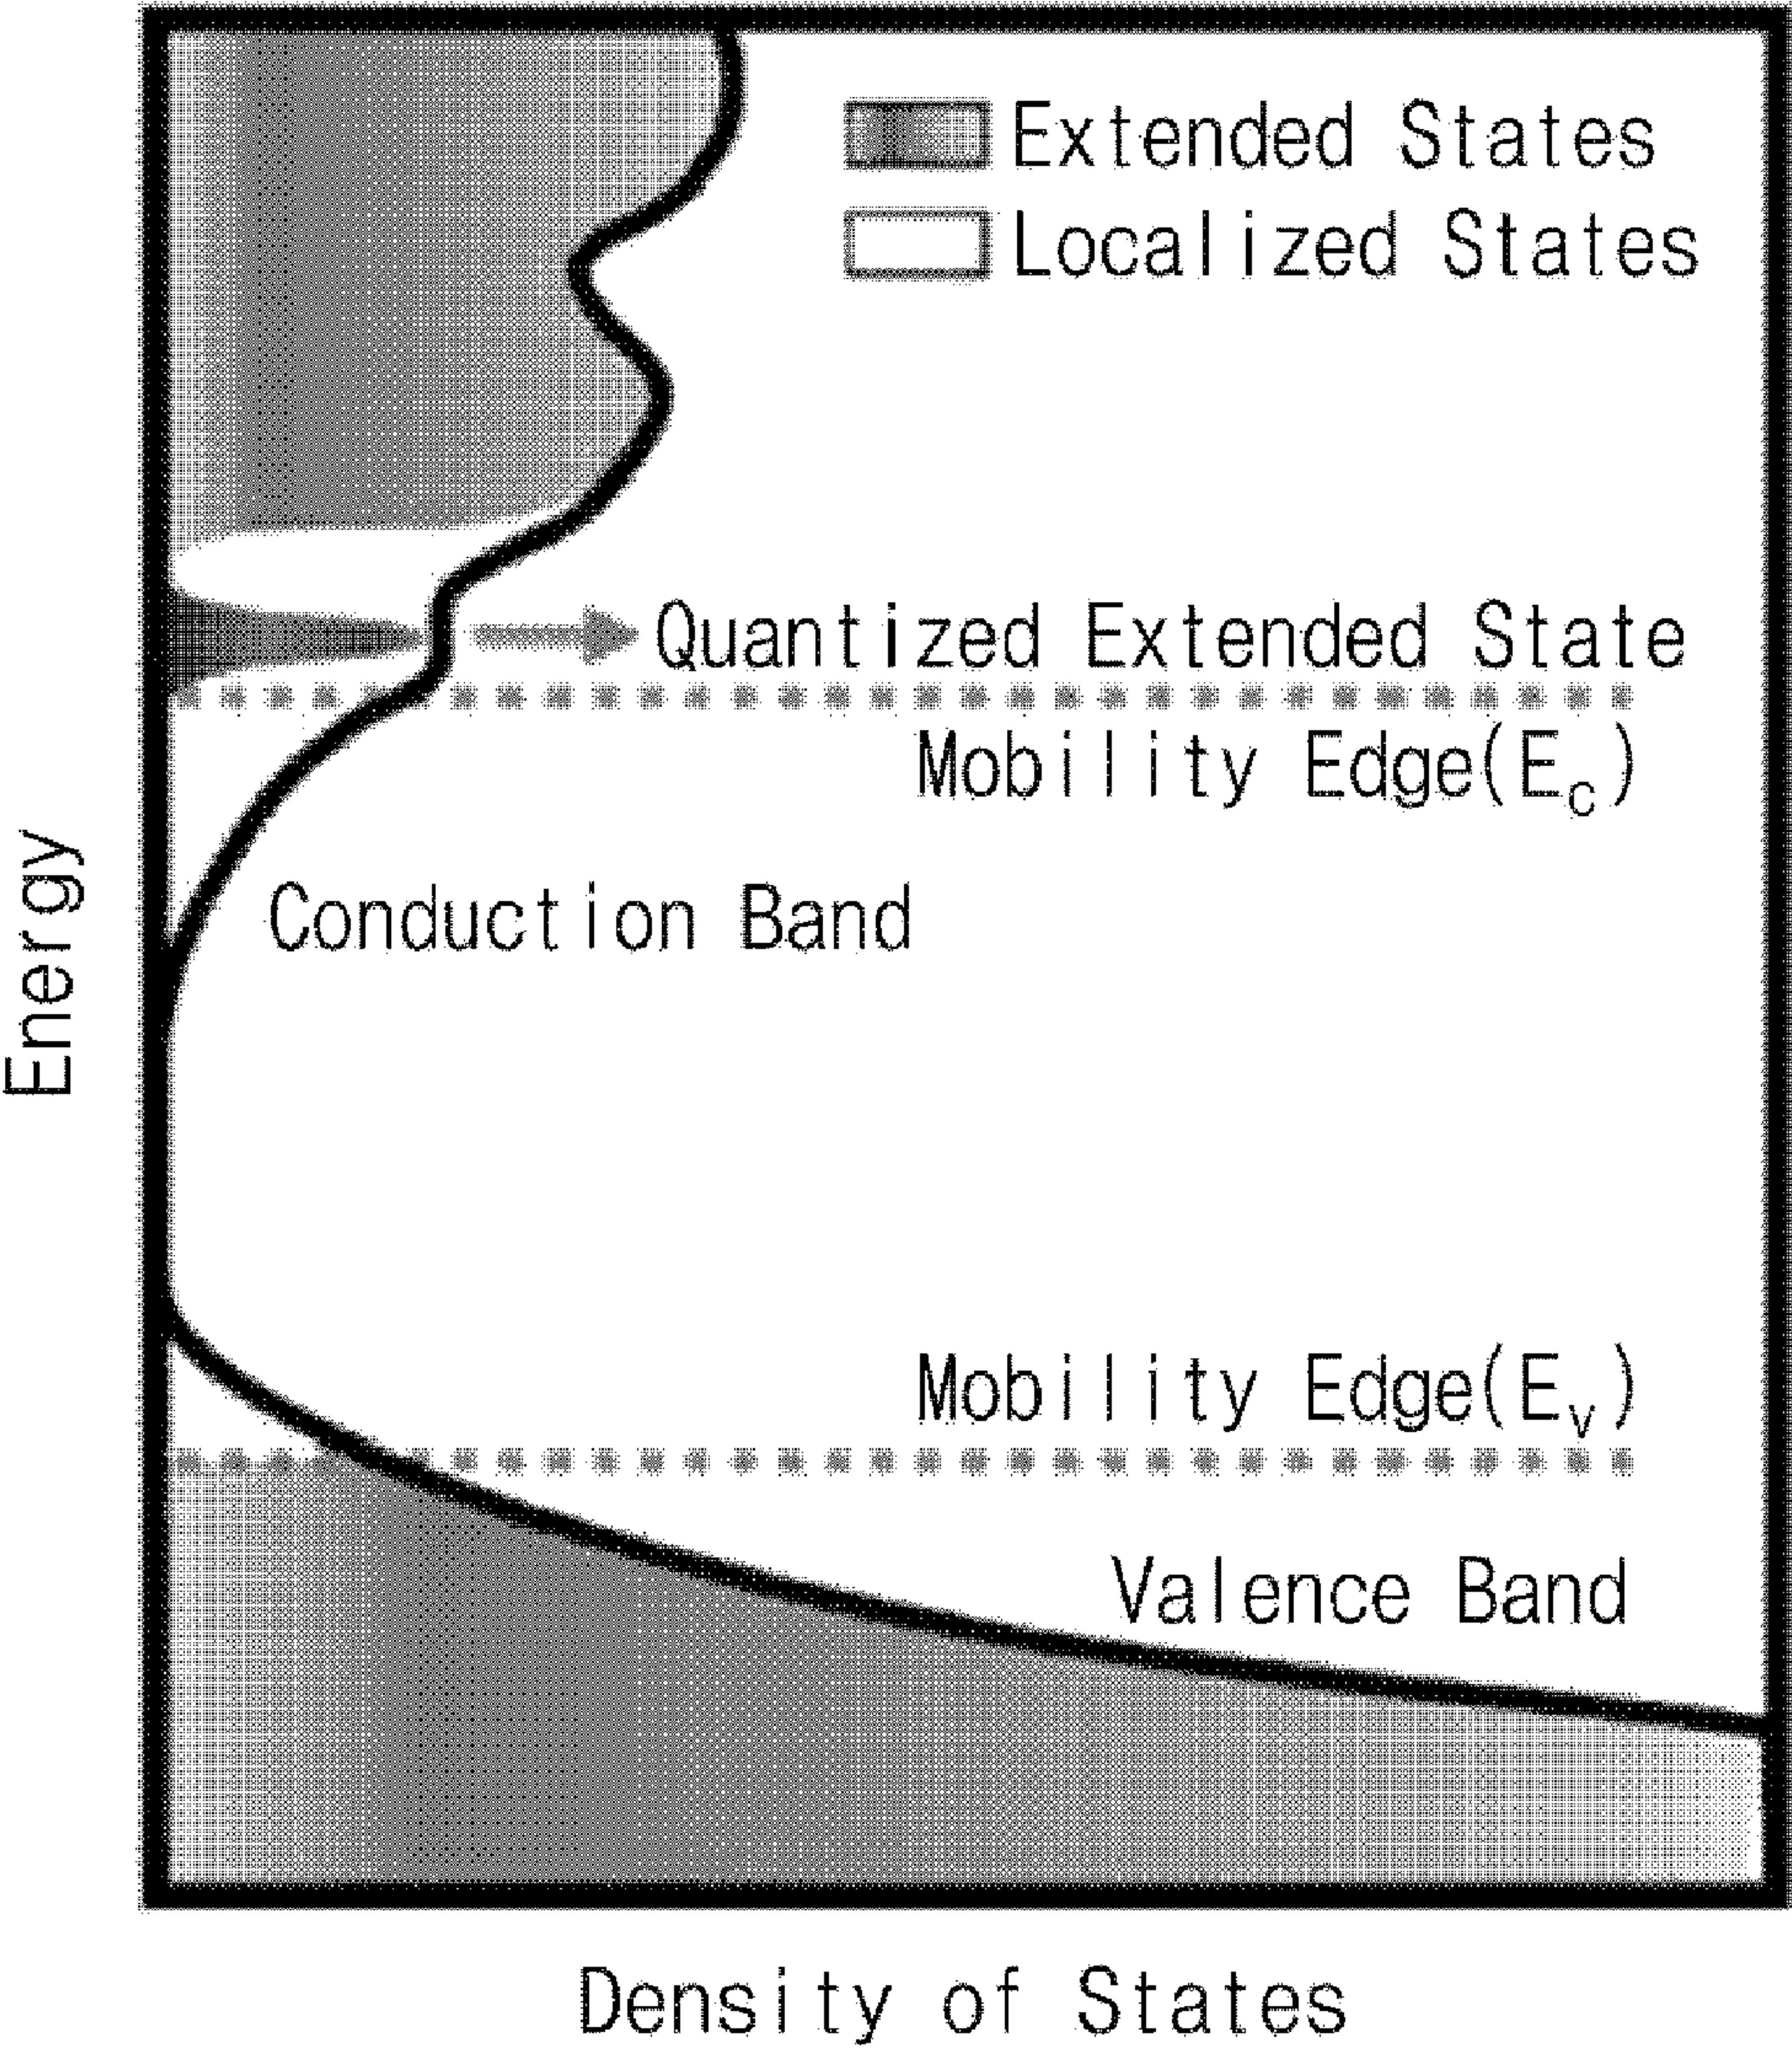 Extended States
Localized States
Quantized Extended State
Mobility Edge(Ec)
Conduction Band
Energy
Mobility Edge(Ev)
Valence Band
Density of States